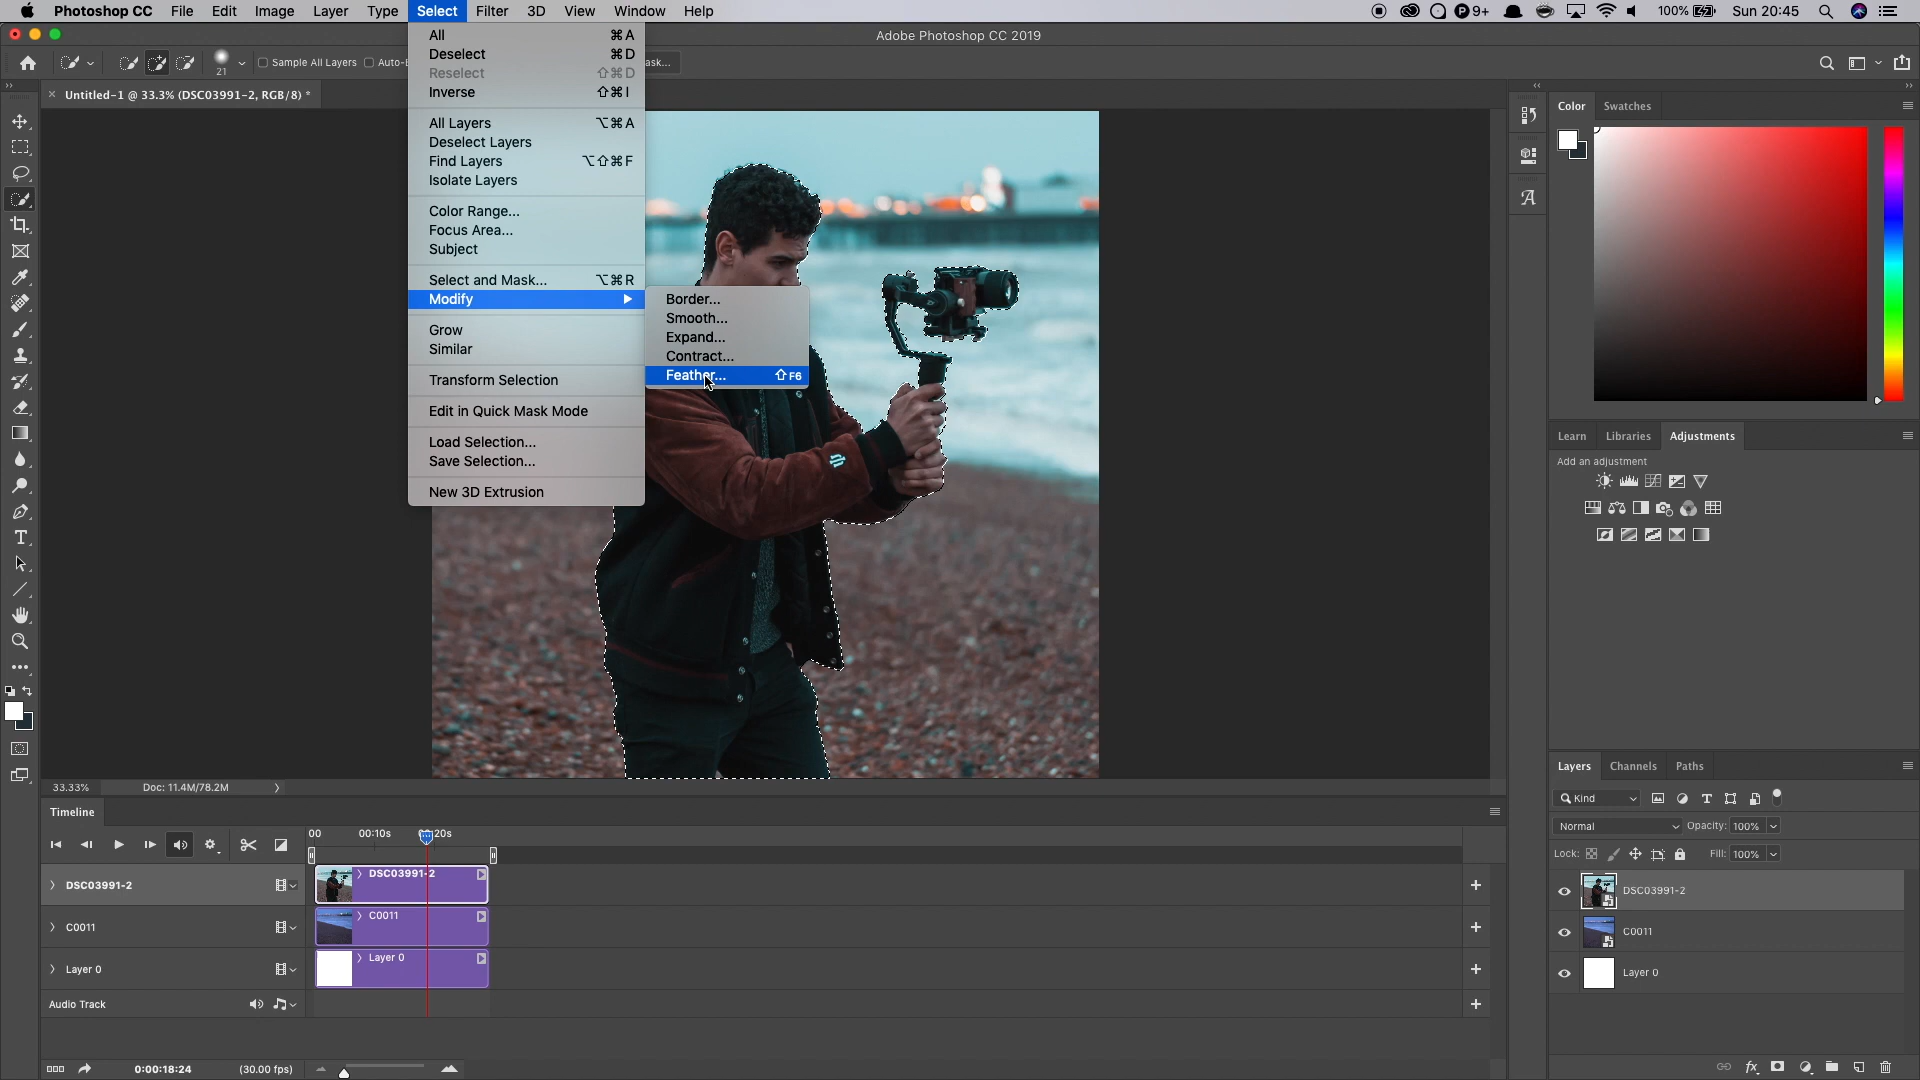 Photoshop CC File Edit Image Layer Type Select Filter 3D View Window Help 9+ 100% Sun 20:45
Adobe Photoshop CC 2019
21 Sample All Layers Auto-E ask...
Untitled-1 @ 33.3% (DSC03991-2, RGB/8) *
All ⌘A
Deselect ⌘D
Reselect ⇧⌘D
Inverse ⇧⌘I
All Layers ⌥⌘A
Deselect Layers
Find Layers ⌥⇧⌘F
Isolate Layers
Color Range...
Focus Area...
Subject
Select and Mask... ⌥⌘R
Modify
Grow
Similar
Transform Selection
Edit in Quick Mask Mode
Load Selection...
Save Selection...
New 3D Extrusion
Border...
Smooth...
Expand...
Contract...
Feather... ⇧F6
Color Swatches
Learn Libraries Adjustments
Add an adjustment
33.33% Doc: 11.4M/78.2M
Timeline
00 00:10s 00:20s
DSC03991-2 DSC03991-2
C0011 C0011
Layer 0 Layer 0
Audio Track
0:00:18:24 (30.00 fps)
Layers Channels Paths
Kind
Normal Opacity: 100%
Lock: Fill: 100%
DSC03991-2
C0011
Layer 0